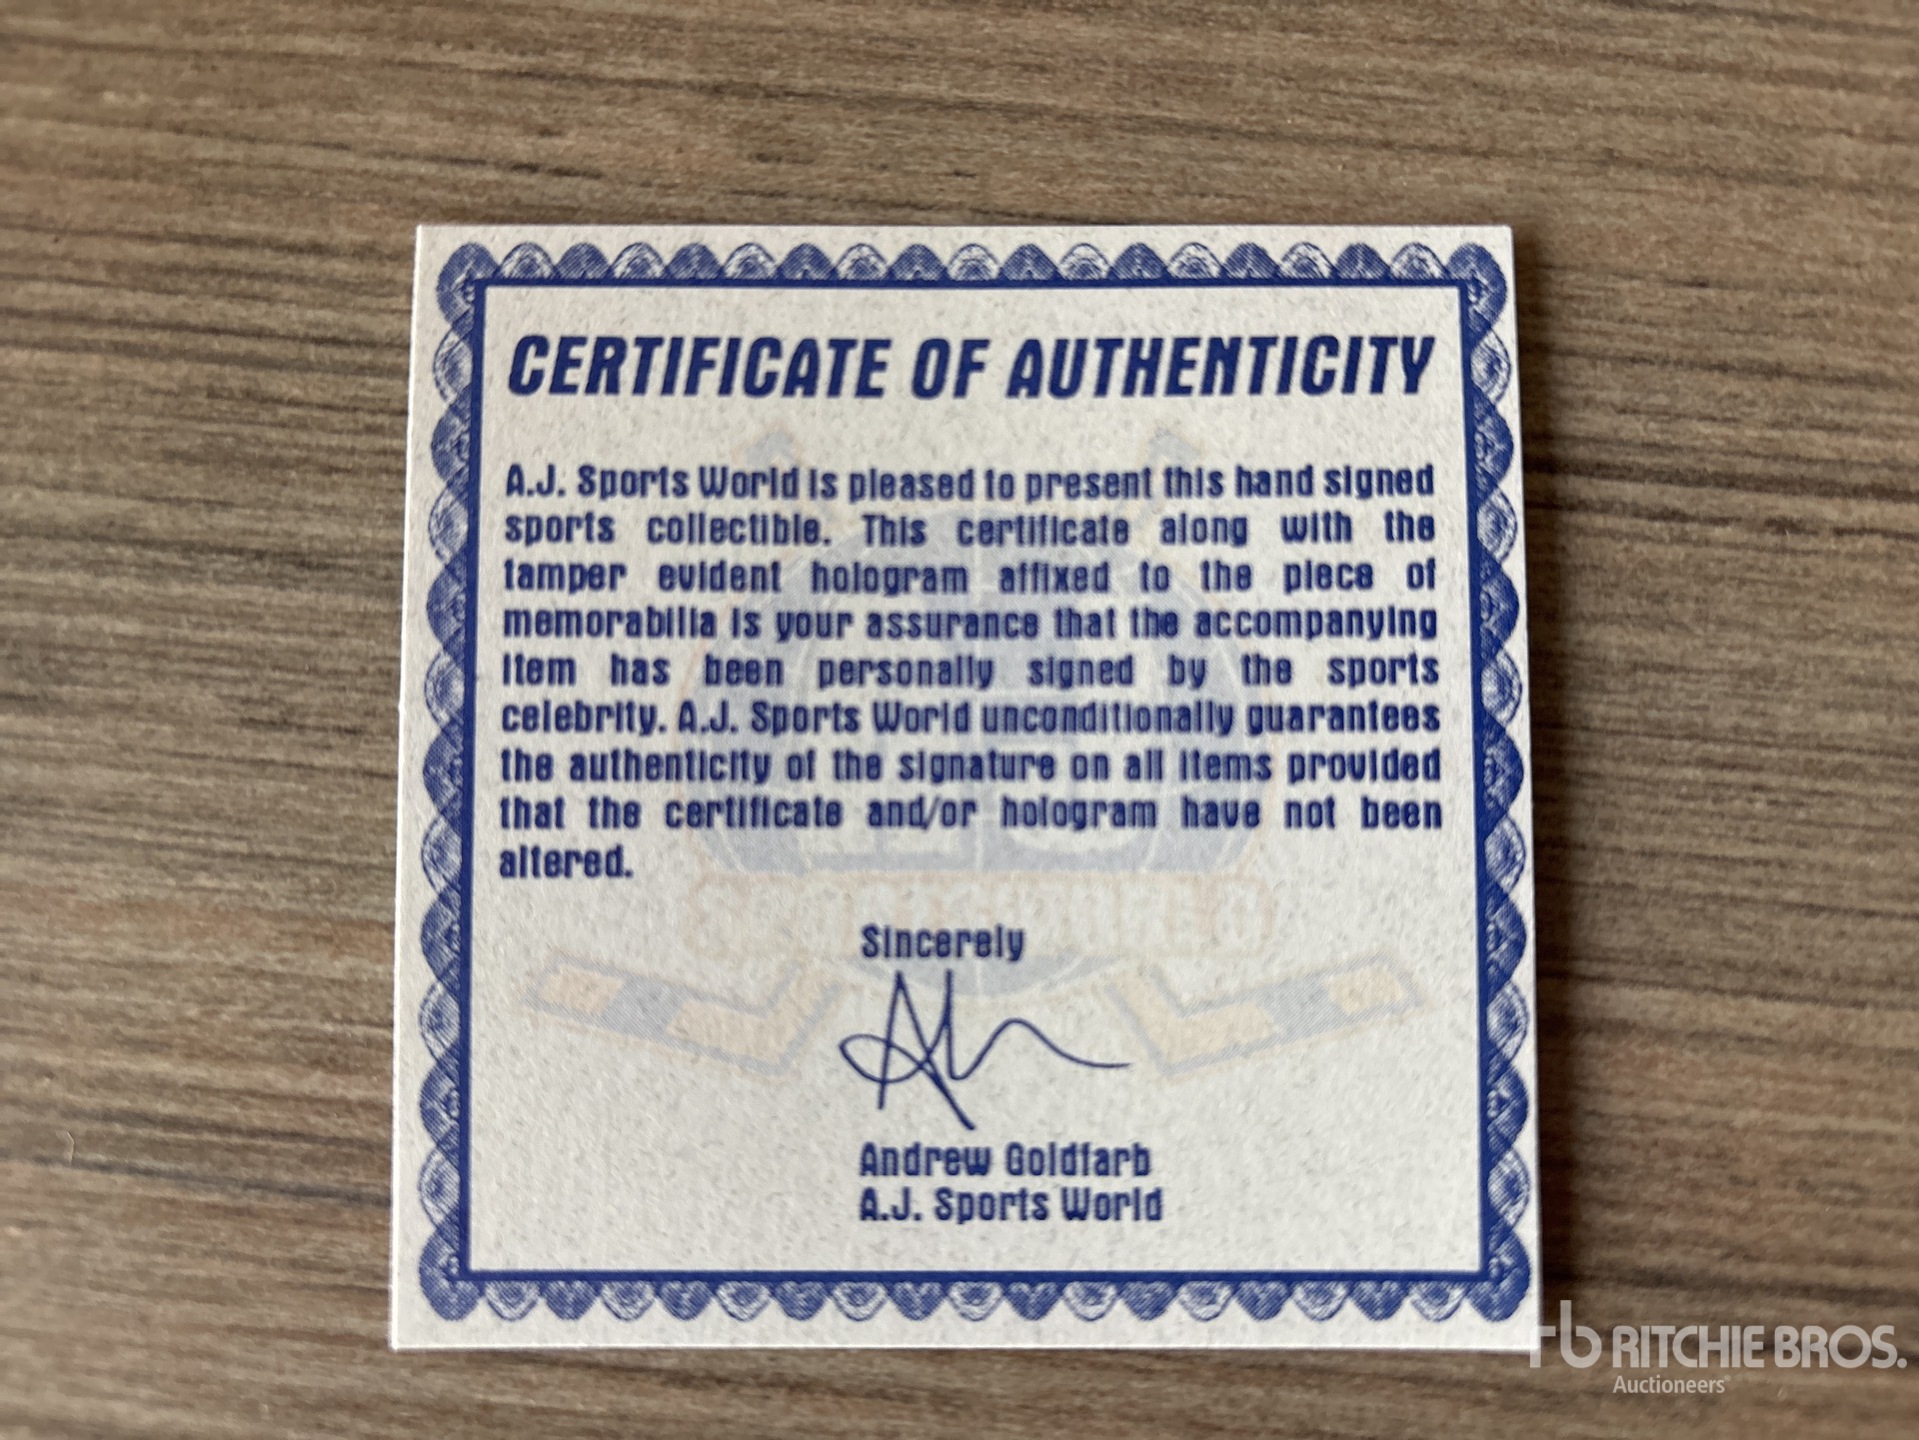 CERTIFICATE OF AUTHENTICITY
A.J. Sports World is pleased to present this hand signed
sports collectible. This certificate along with the
tamper evident hologram affixed to the piece of
memorabilia is your assurance that the accompanying
item has been personally signed by the sports
celebrity. A.J. Sports World unconditionally guarantees
the authenticity of the signature on all items provided
that the certificate and/or hologram have not been
altered.
Sincerely
Andrew Goldfarb
A.J. Sports World
rb RITCHIE BROS.
Auctioneers